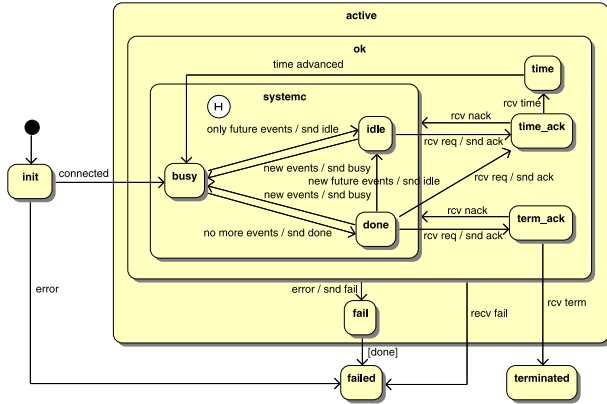 active
ok
time advanced
time
systemc
H
rcv time
rcv nack
only future events / snd idle
idle
time_ack
rcv req / snd ack
init
connected
busy
new events / snd busy
new future events / snd idle
rcv req / snd ack
new events / snd busy
rcv nack
term_ack
no more events / snd done
done
rcv req / snd ack
error
error / snd fail
rcv term
fail
recv fail
[done]
failed
terminated